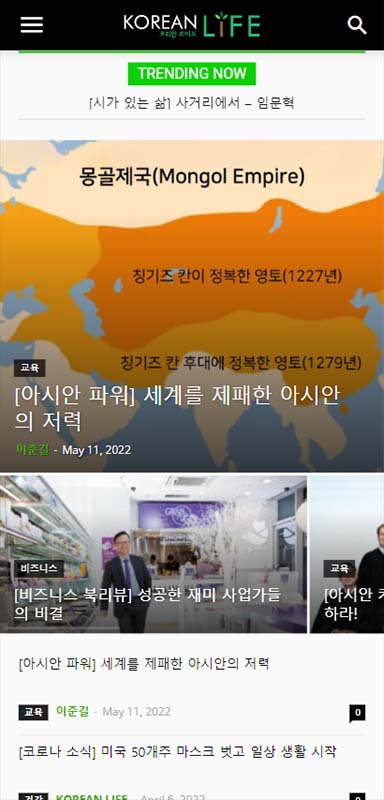 KOREAN LiFE
코리안 라이프
TRENDING NOW
[시가 있는 삶] 사거리에서 – 임문혁
몽골제국(Mongol Empire)
칭기즈 칸이 정복한 영토(1227년)
칭기즈 칸 후대에 정복한 영토(1279년)
교육
[아시안 파워] 세계를 제패한 아시안
의 저력
이준길 - May 11, 2022
GRACE
비즈니스
[비즈니스 북리뷰] 성공한 재미 사업가들
의 비결
교육
[아시안 커
하라!
[아시안 파워] 세계를 제패한 아시안의 저력
교육 이준길 - May 11, 2022 0
[코로나 소식] 미국 50개주 마스크 벗고 일상 생활 시작
건강 KOREAN LIFE - April 6, 2022 0